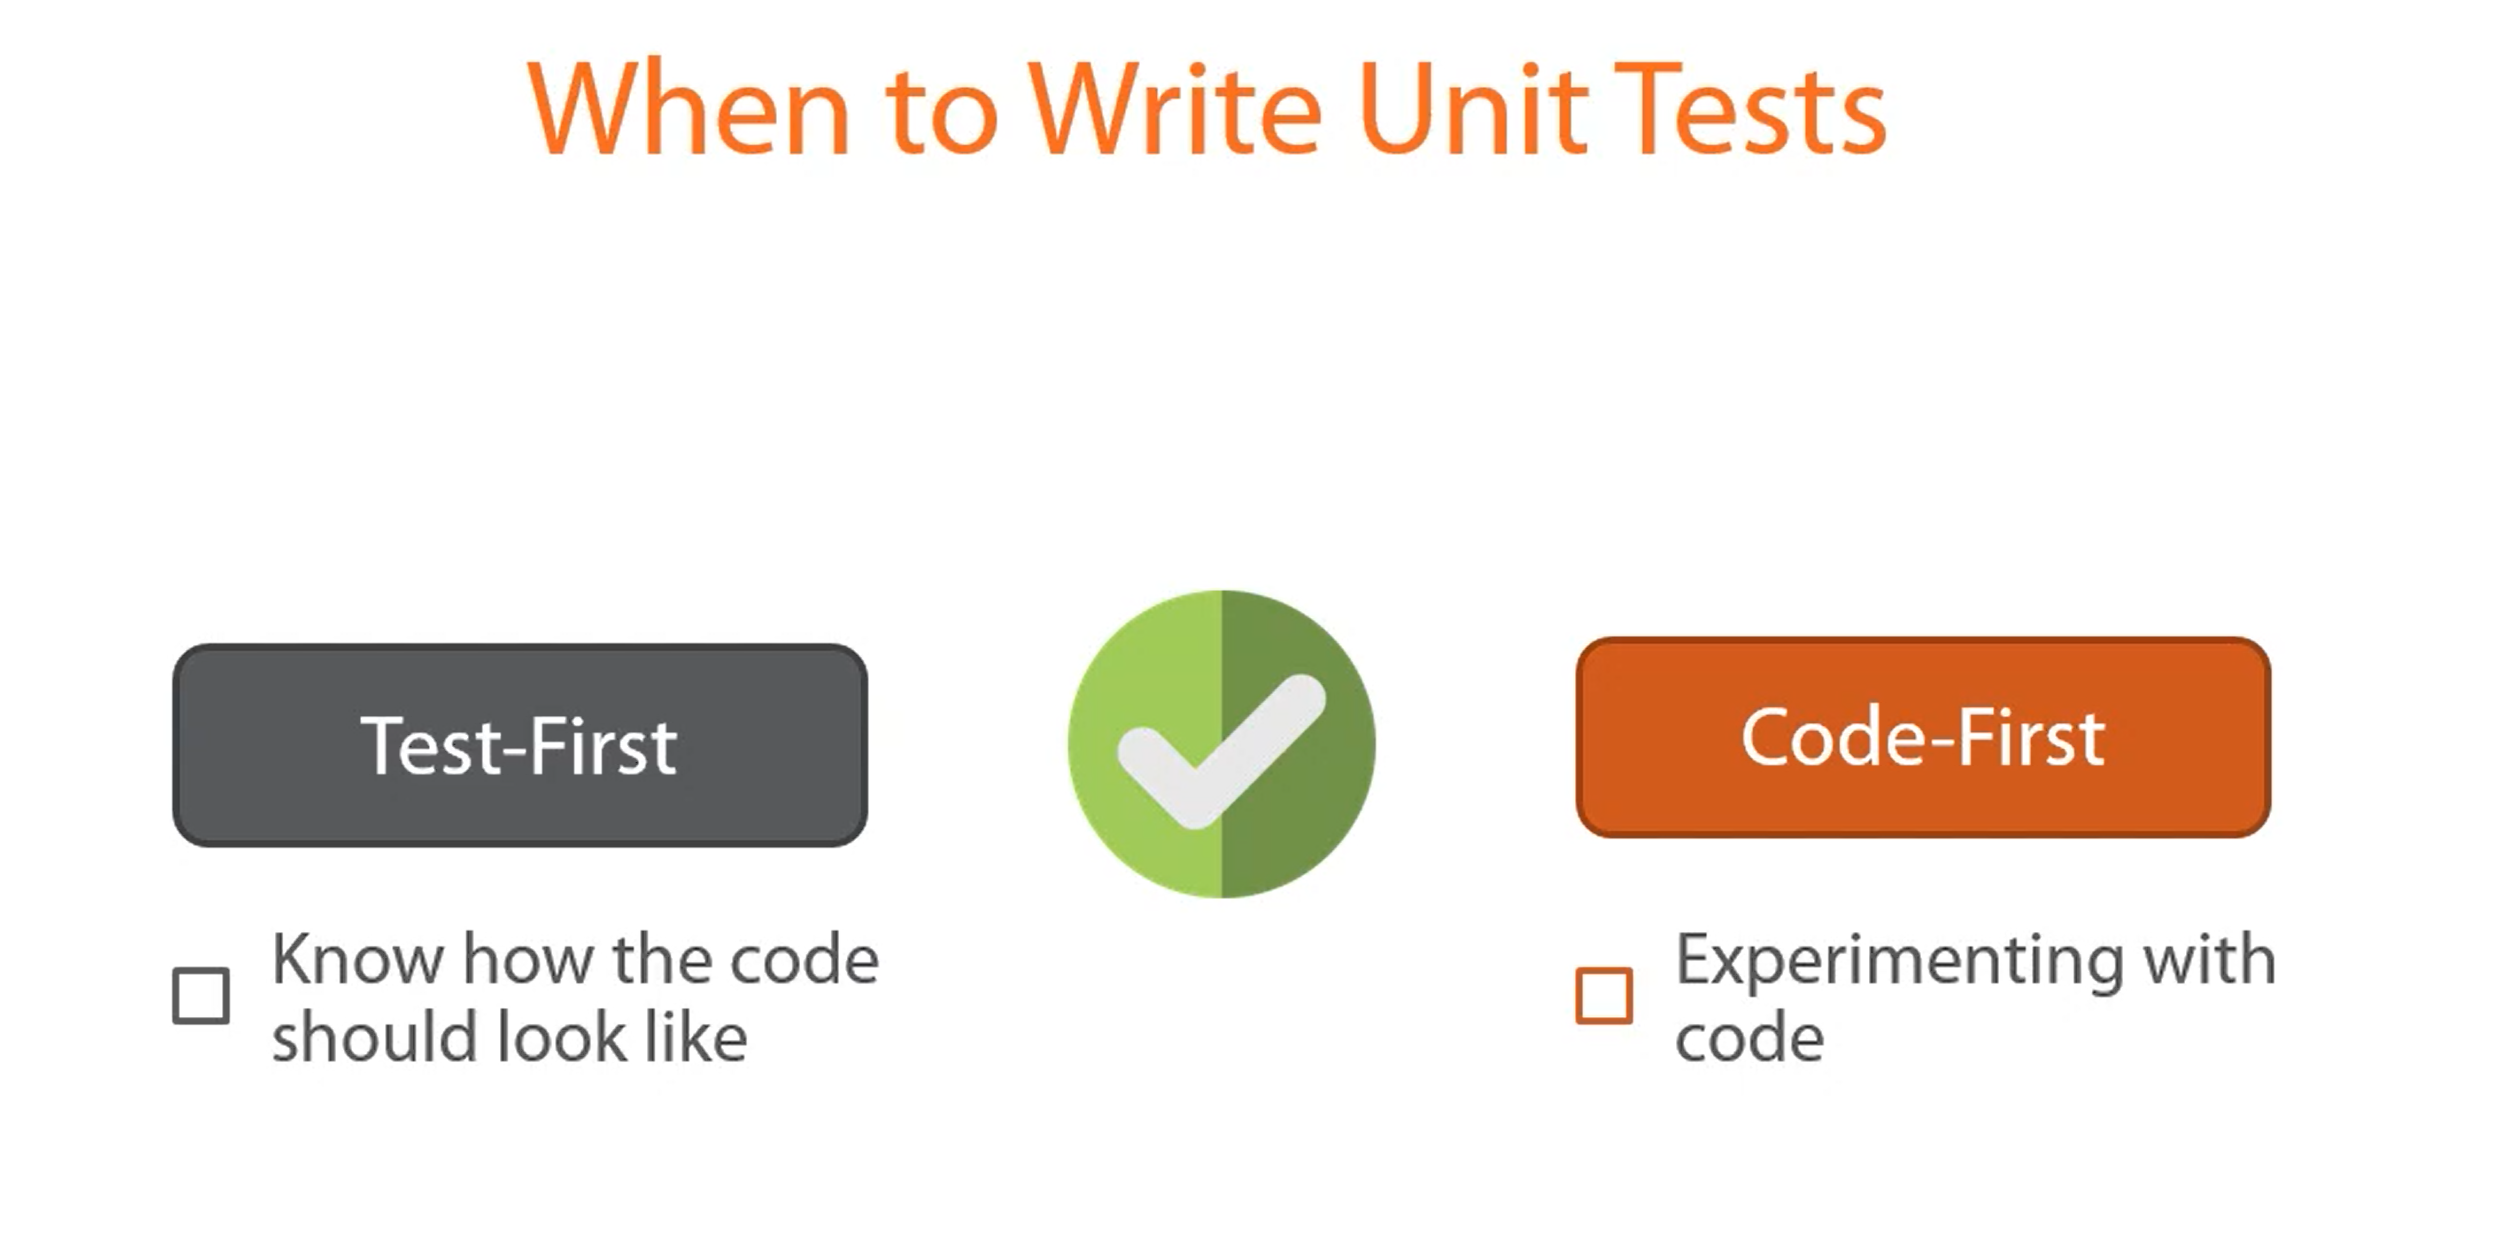 When to Write Unit Tests
Test-First
Know how the code
should look like
Code-First
Experimenting with
code